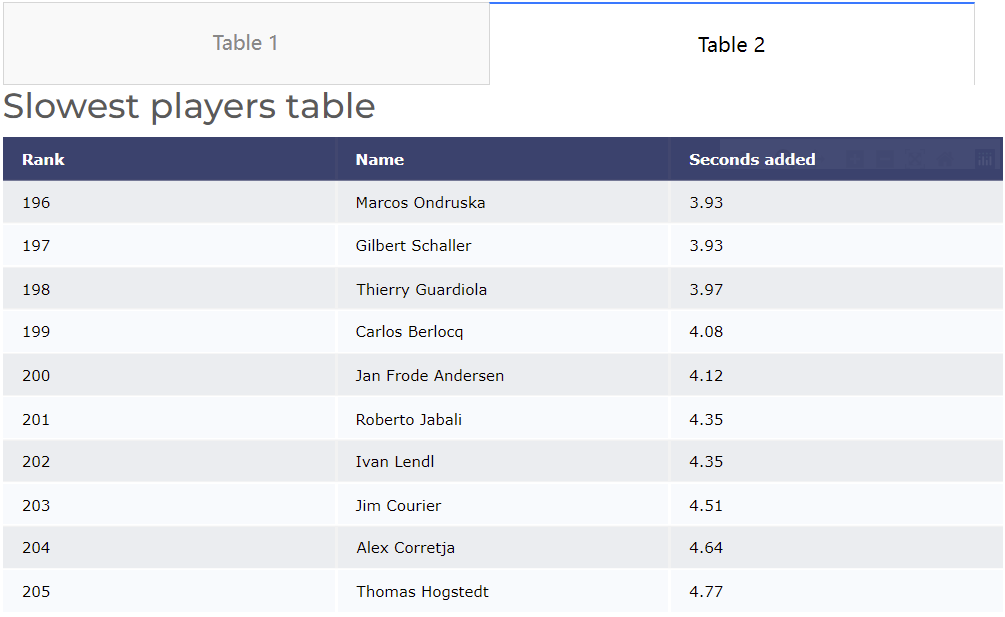 Table 1
Table 2
Slowest players table
Rank Name Seconds added
196 Marcos Ondruska 3.93
197 Gilbert Schaller 3.93
198 Thierry Guardiola 3.97
199 Carlos Berlocq 4.08
200 Jan Frode Andersen 4.12
201 Roberto Jabali 4.35
202 Ivan Lendl 4.35
203 Jim Courier 4.51
204 Alex Corretja 4.64
205 Thomas Hogstedt 4.77